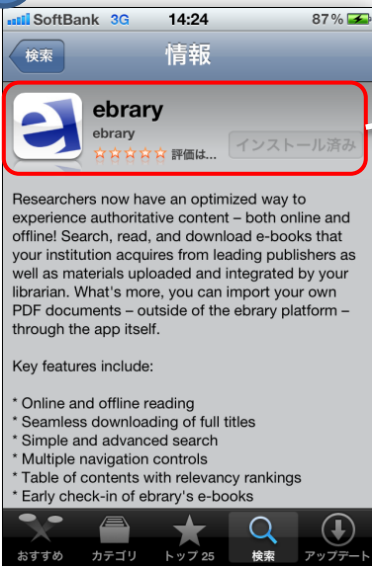 SoftBank 3G 14:24 87%
検索 情報
ebrary
ebrary
評価は... インストール済み
Researchers now have an optimized way to
experience authoritative content – both online and
offline! Search, read, and download e-books that
your institution acquires from leading publishers as
well as materials uploaded and integrated by your
librarian. What's more, you can import your own
PDF documents – outside of the ebrary platform –
through the app itself.
Key features include:
* Online and offline reading
* Seamless downloading of full titles
* Simple and advanced search
* Multiple navigation controls
* Table of contents with relevancy rankings
* Early check-in of ebrary's e-books
おすすめ カテゴリ トップ 25 検索 アップデート